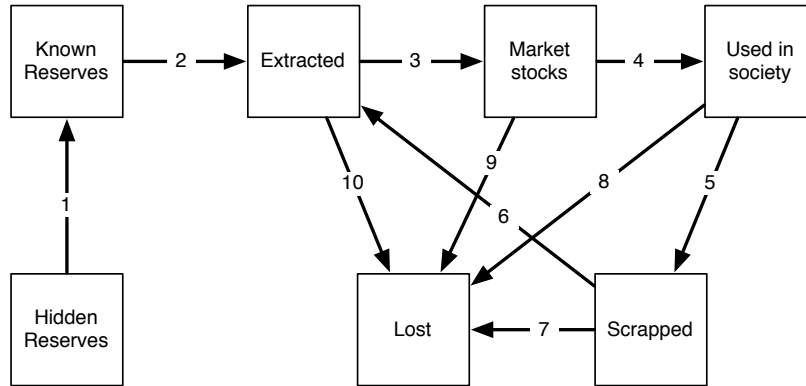 Known
Reserves
2
Extracted
3
Market
stocks
4
Used in
society
10
9
8
5
1
6
Hidden
Reserves
Lost
7
Scrapped